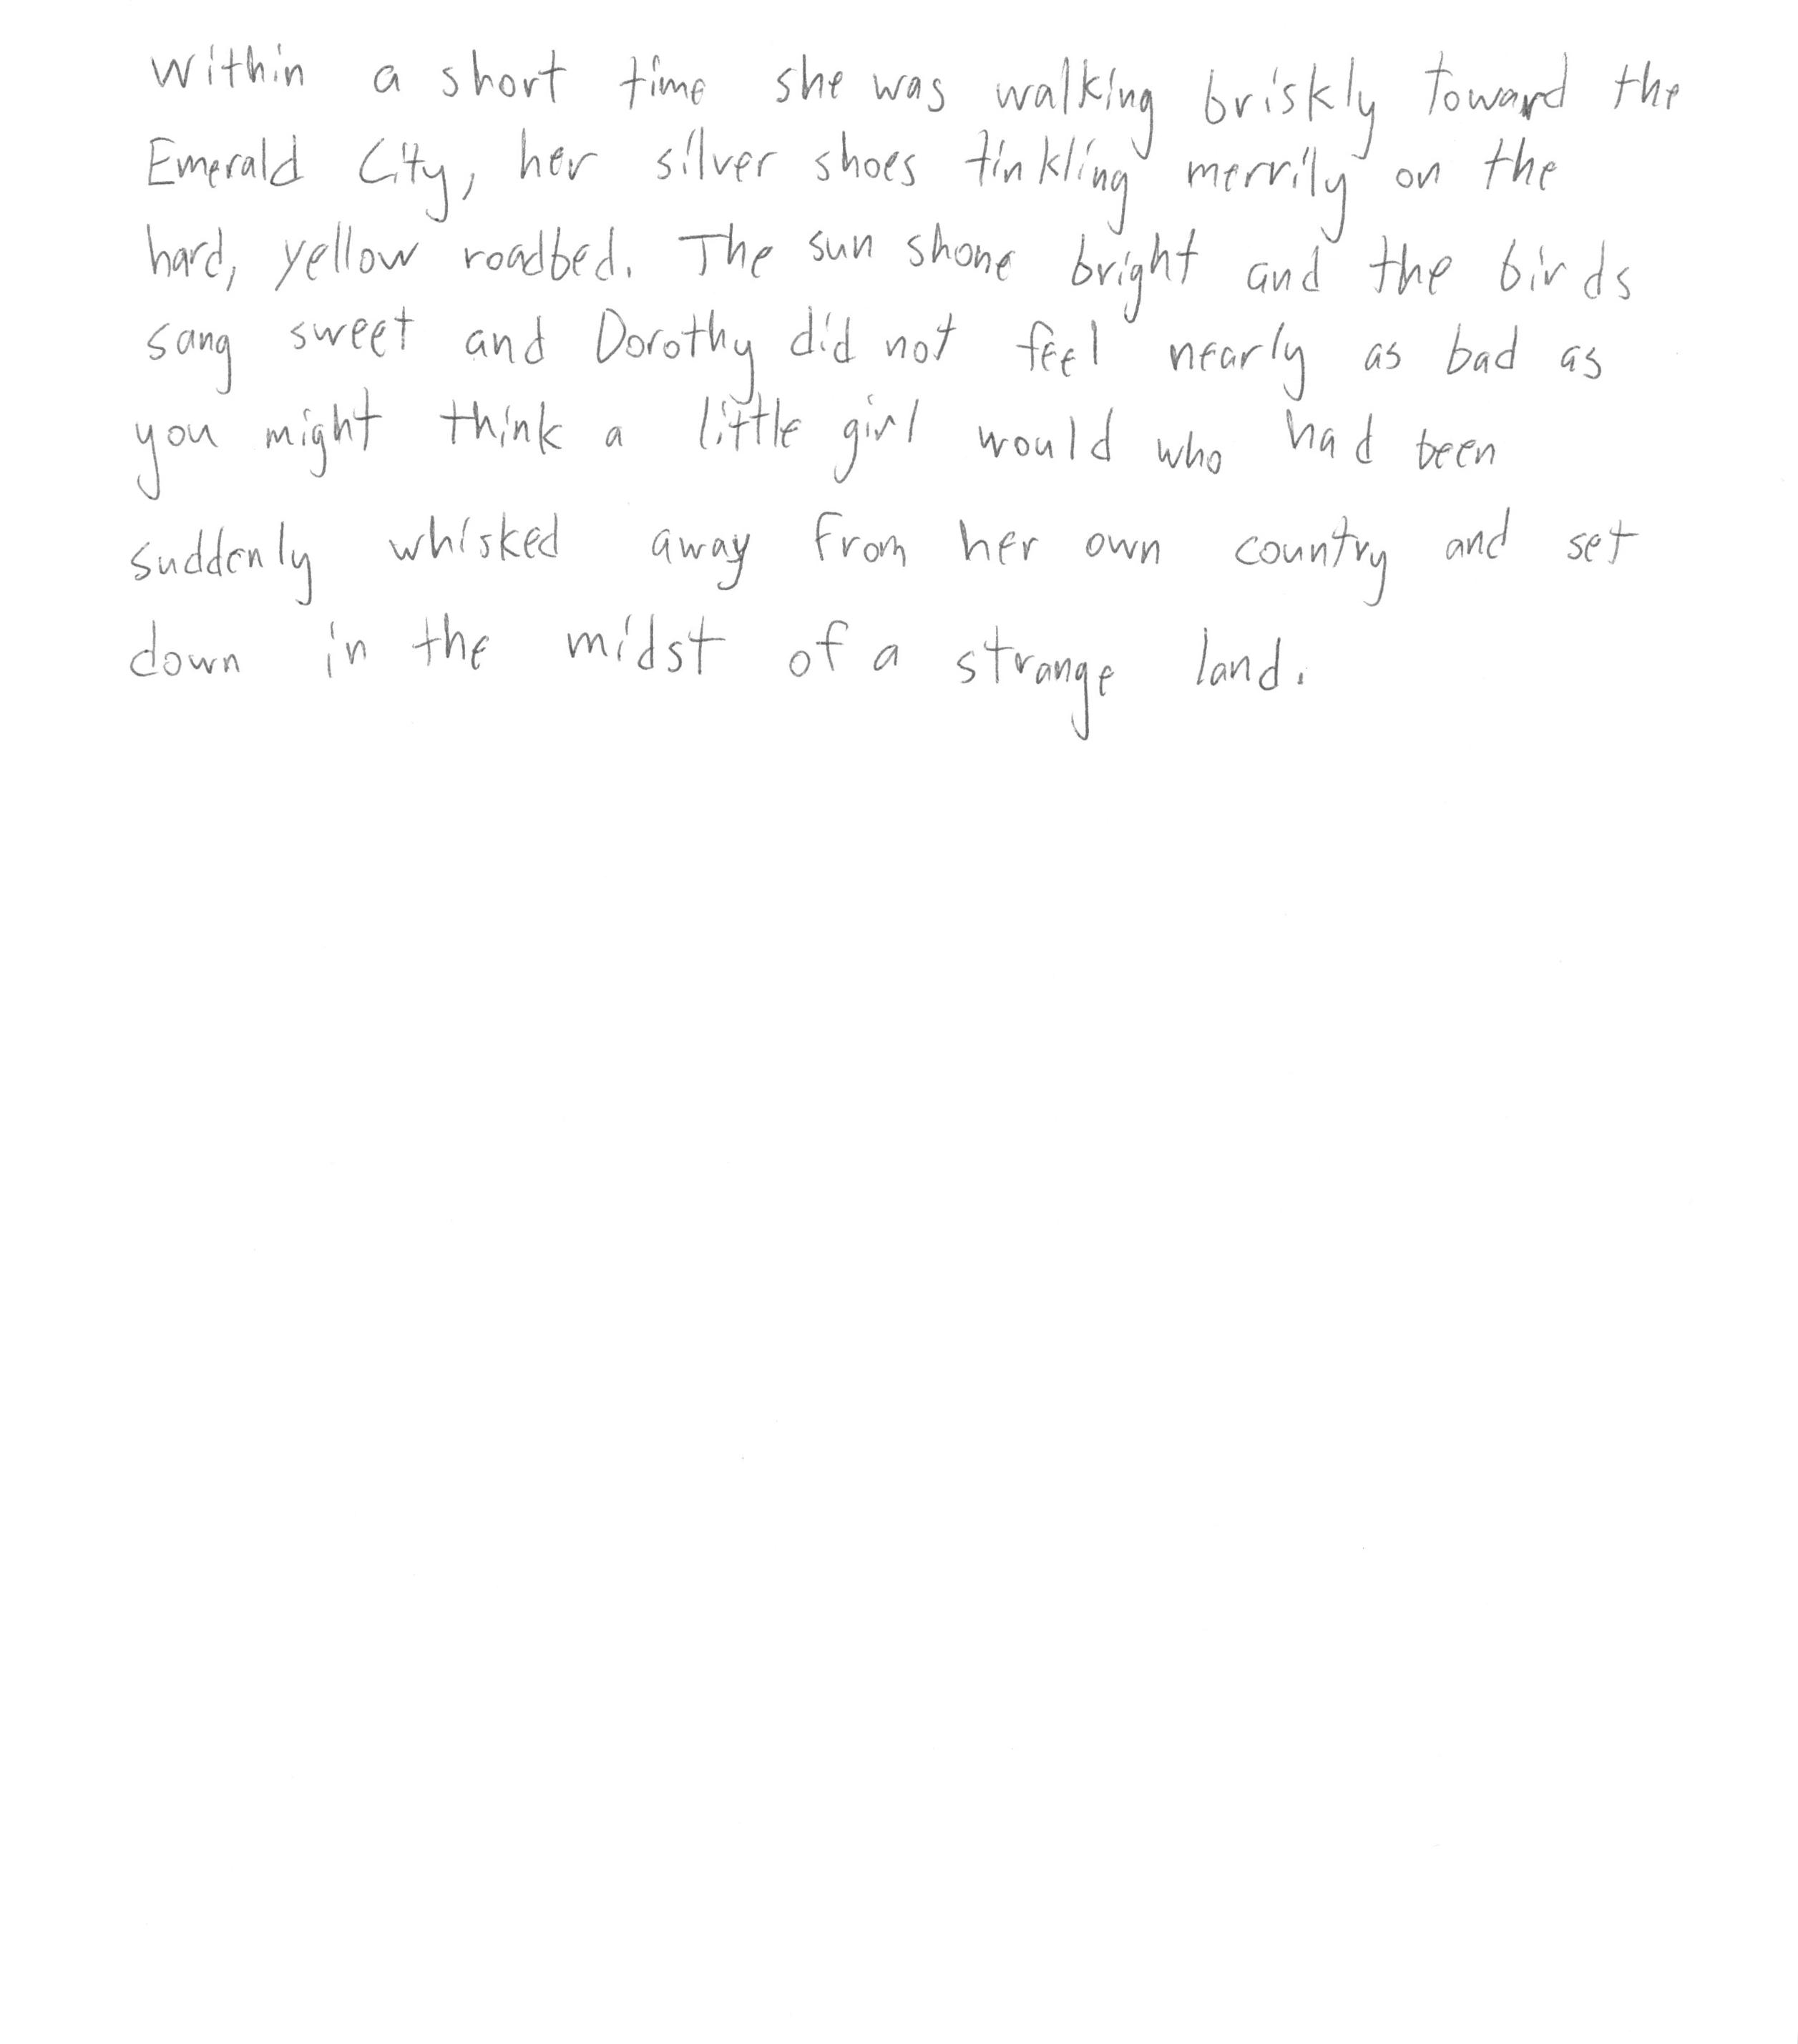 Within a short time she was walking briskly toward the
Emerald City, her silver shoes tinkling merrily on the
hard, yellow roadbed. The sun shone bright and the birds
sang sweet and Dorothy did not feel nearly as bad as
you might think a little girl would who had been
suddenly whisked away from her own country and set
down in the midst of a strange land.